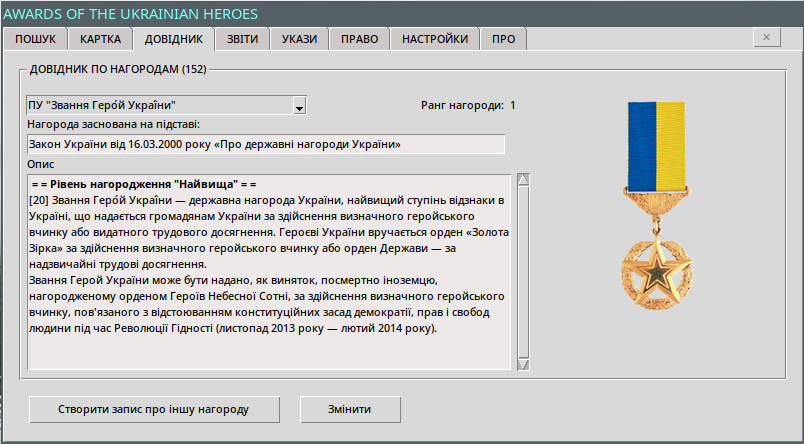 AWARDS OF THE UKRAINIAN HEROES
ПОШУК КАРТКА ДОВІДНИК ЗВІТИ УКАЗИ ПРАВО НАСТРОЙКИ ПРО
ДОВІДНИК ПО НАГОРОДАМ (152)
ПУ "Звання Геро́й Украї́ни" Ранг нагороди: 1
Нагорода заснована на підставі:
Закон України від 16.03.2000 року «Про державні нагороди України»
Опис
= = Рівень нагородження "Найвища" = =
[20] Звання Геро́й Украї́ни — державна нагорода України, найвищий ступінь відзнаки в
Україні, що надається громадянам України за здійснення визначного геройського
вчинку або видатного трудового досягнення. Героєві України вручається орден «Золота
Зірка» за здійснення визначного геройського вчинку або орден Держави — за
надзвичайні трудові досягнення.
Звання Герой України може бути надано, як виняток, посмертно іноземцю,
нагородженому орденом Героїв Небесної Сотні, за здійснення визначного геройського
вчинку, пов'язаного з відстоюванням конституційних засад демократії, прав і свобод
людини під час Революції Гідності (листопад 2013 року — лютий 2014 року).
Створити запис про іншу нагороду Змінити